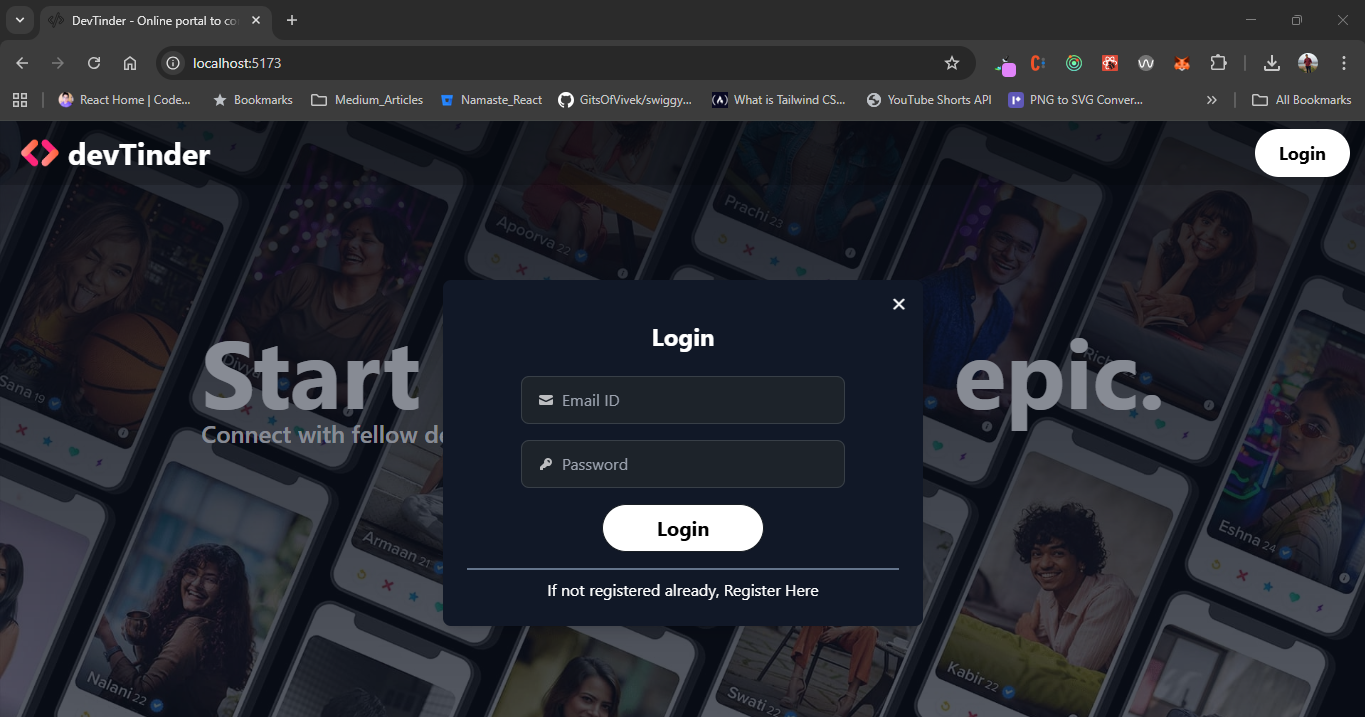 DevTinder - Online portal to co
localhost:5173
React Home | Code...
Bookmarks
Medium_Articles
Namaste_React
GitsOfVivek/swiggy...
What is Tailwind CS...
YouTube Shorts API
PNG to SVG Conver...
All Bookmarks
devTinder
Login
Apoorva 22
Prachi 23
Login
Start
epic.
Sana 19
Connect with fellow de
Email ID
Password
Login
If not registered already, Register Here
Armaan 21
Eshna 24
Nalani 22
Swati 22
Kabir 22